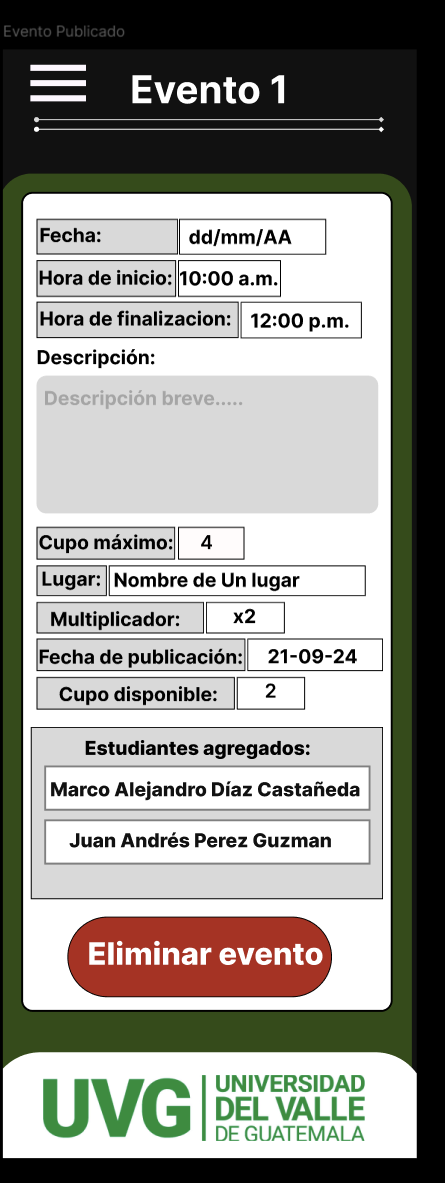 Evento Publicado
Evento 1
Fecha: dd/mm/AA
Hora de inicio: 10:00 a.m.
Hora de finalizacion: 12:00 p.m.
Descripción:
Descripción breve.....
Cupo máximo: 4
Lugar: Nombre de Un lugar
Multiplicador: x2
Fecha de publicación: 21-09-24
Cupo disponible: 2
Estudiantes agregados:
Marco Alejandro Díaz Castañeda
Juan Andrés Perez Guzman
Eliminar evento
UVG
UNIVERSIDAD
DEL VALLE
DE GUATEMALA